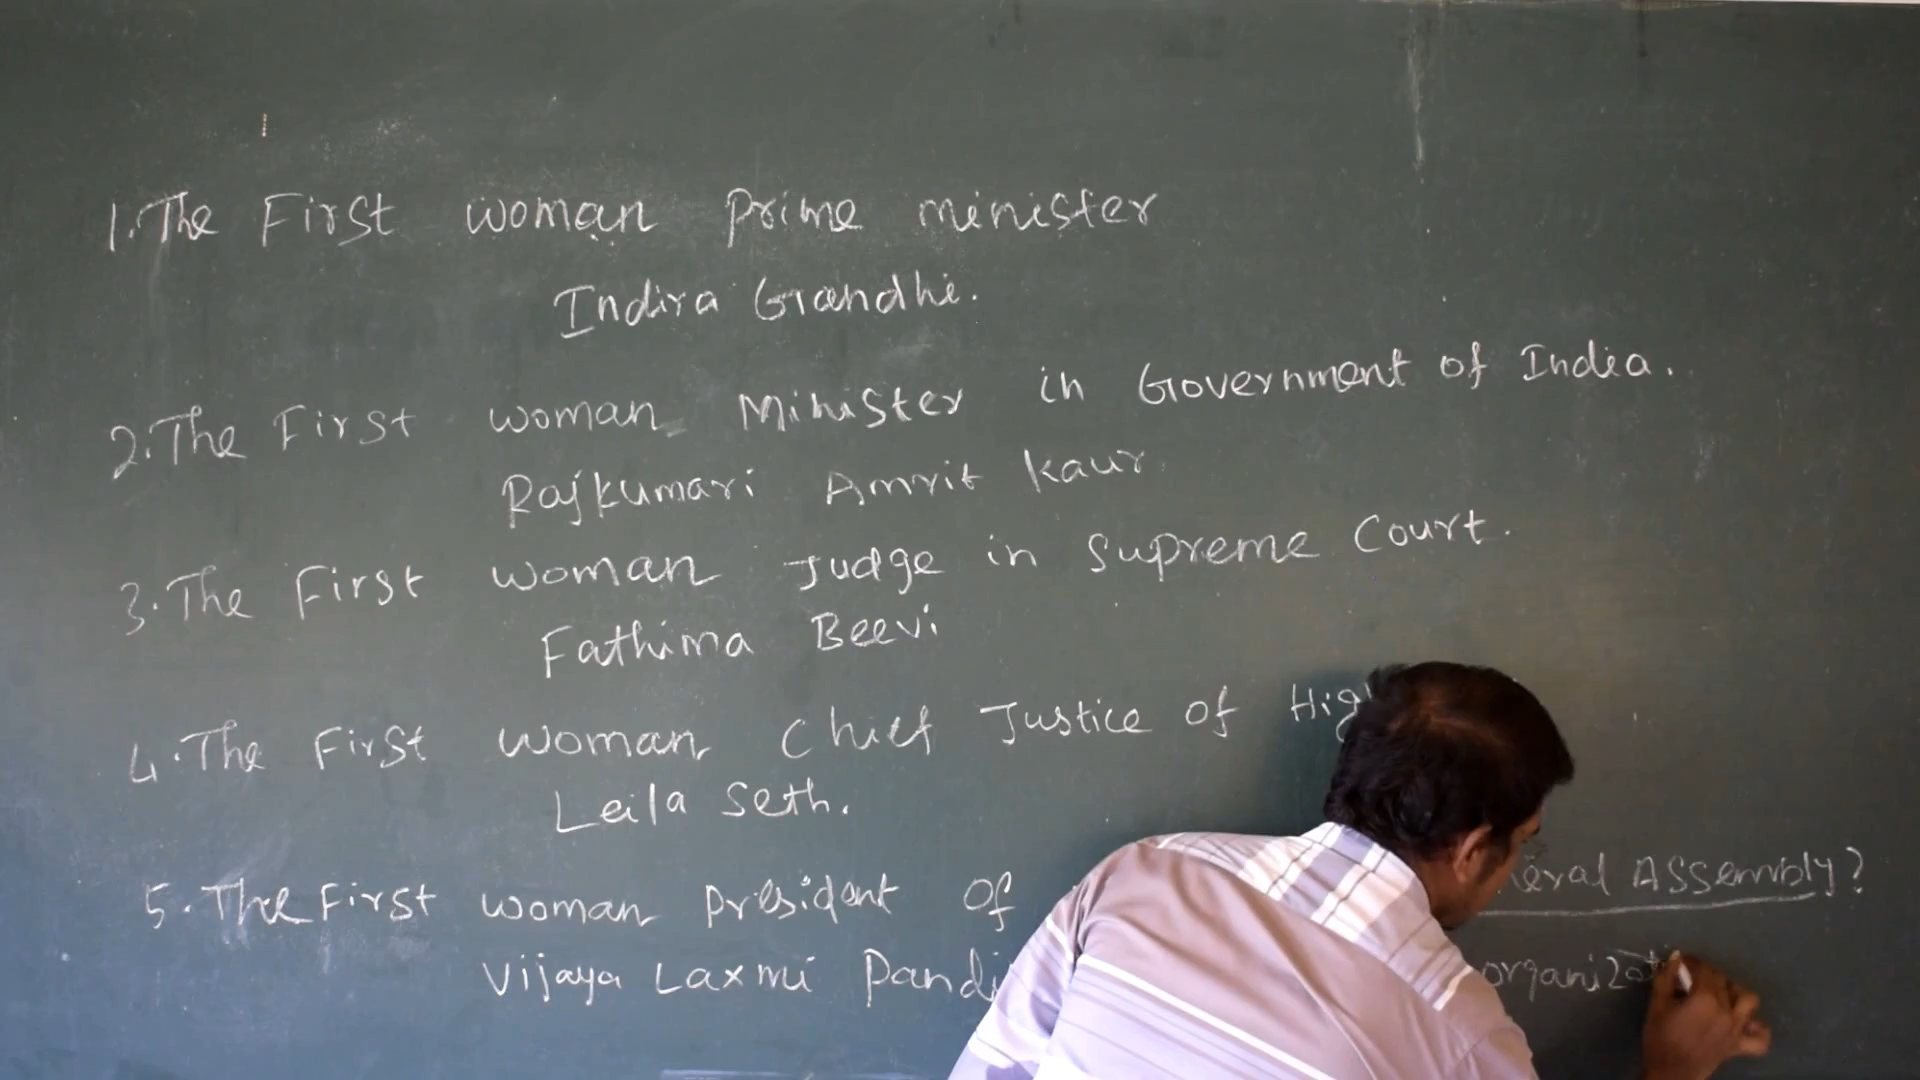 1. The First woman Prime minister
Indira Gandhi.
2. The First woman Minister in Government of India.
Rajkumari Amrit Kaur
3. The First woman Judge in Supreme Court.
Fathima Beevi
4. The First woman Chief Justice of
Leila Seth.
5. The First woman President of Assembly?
Vijaya Laxmi